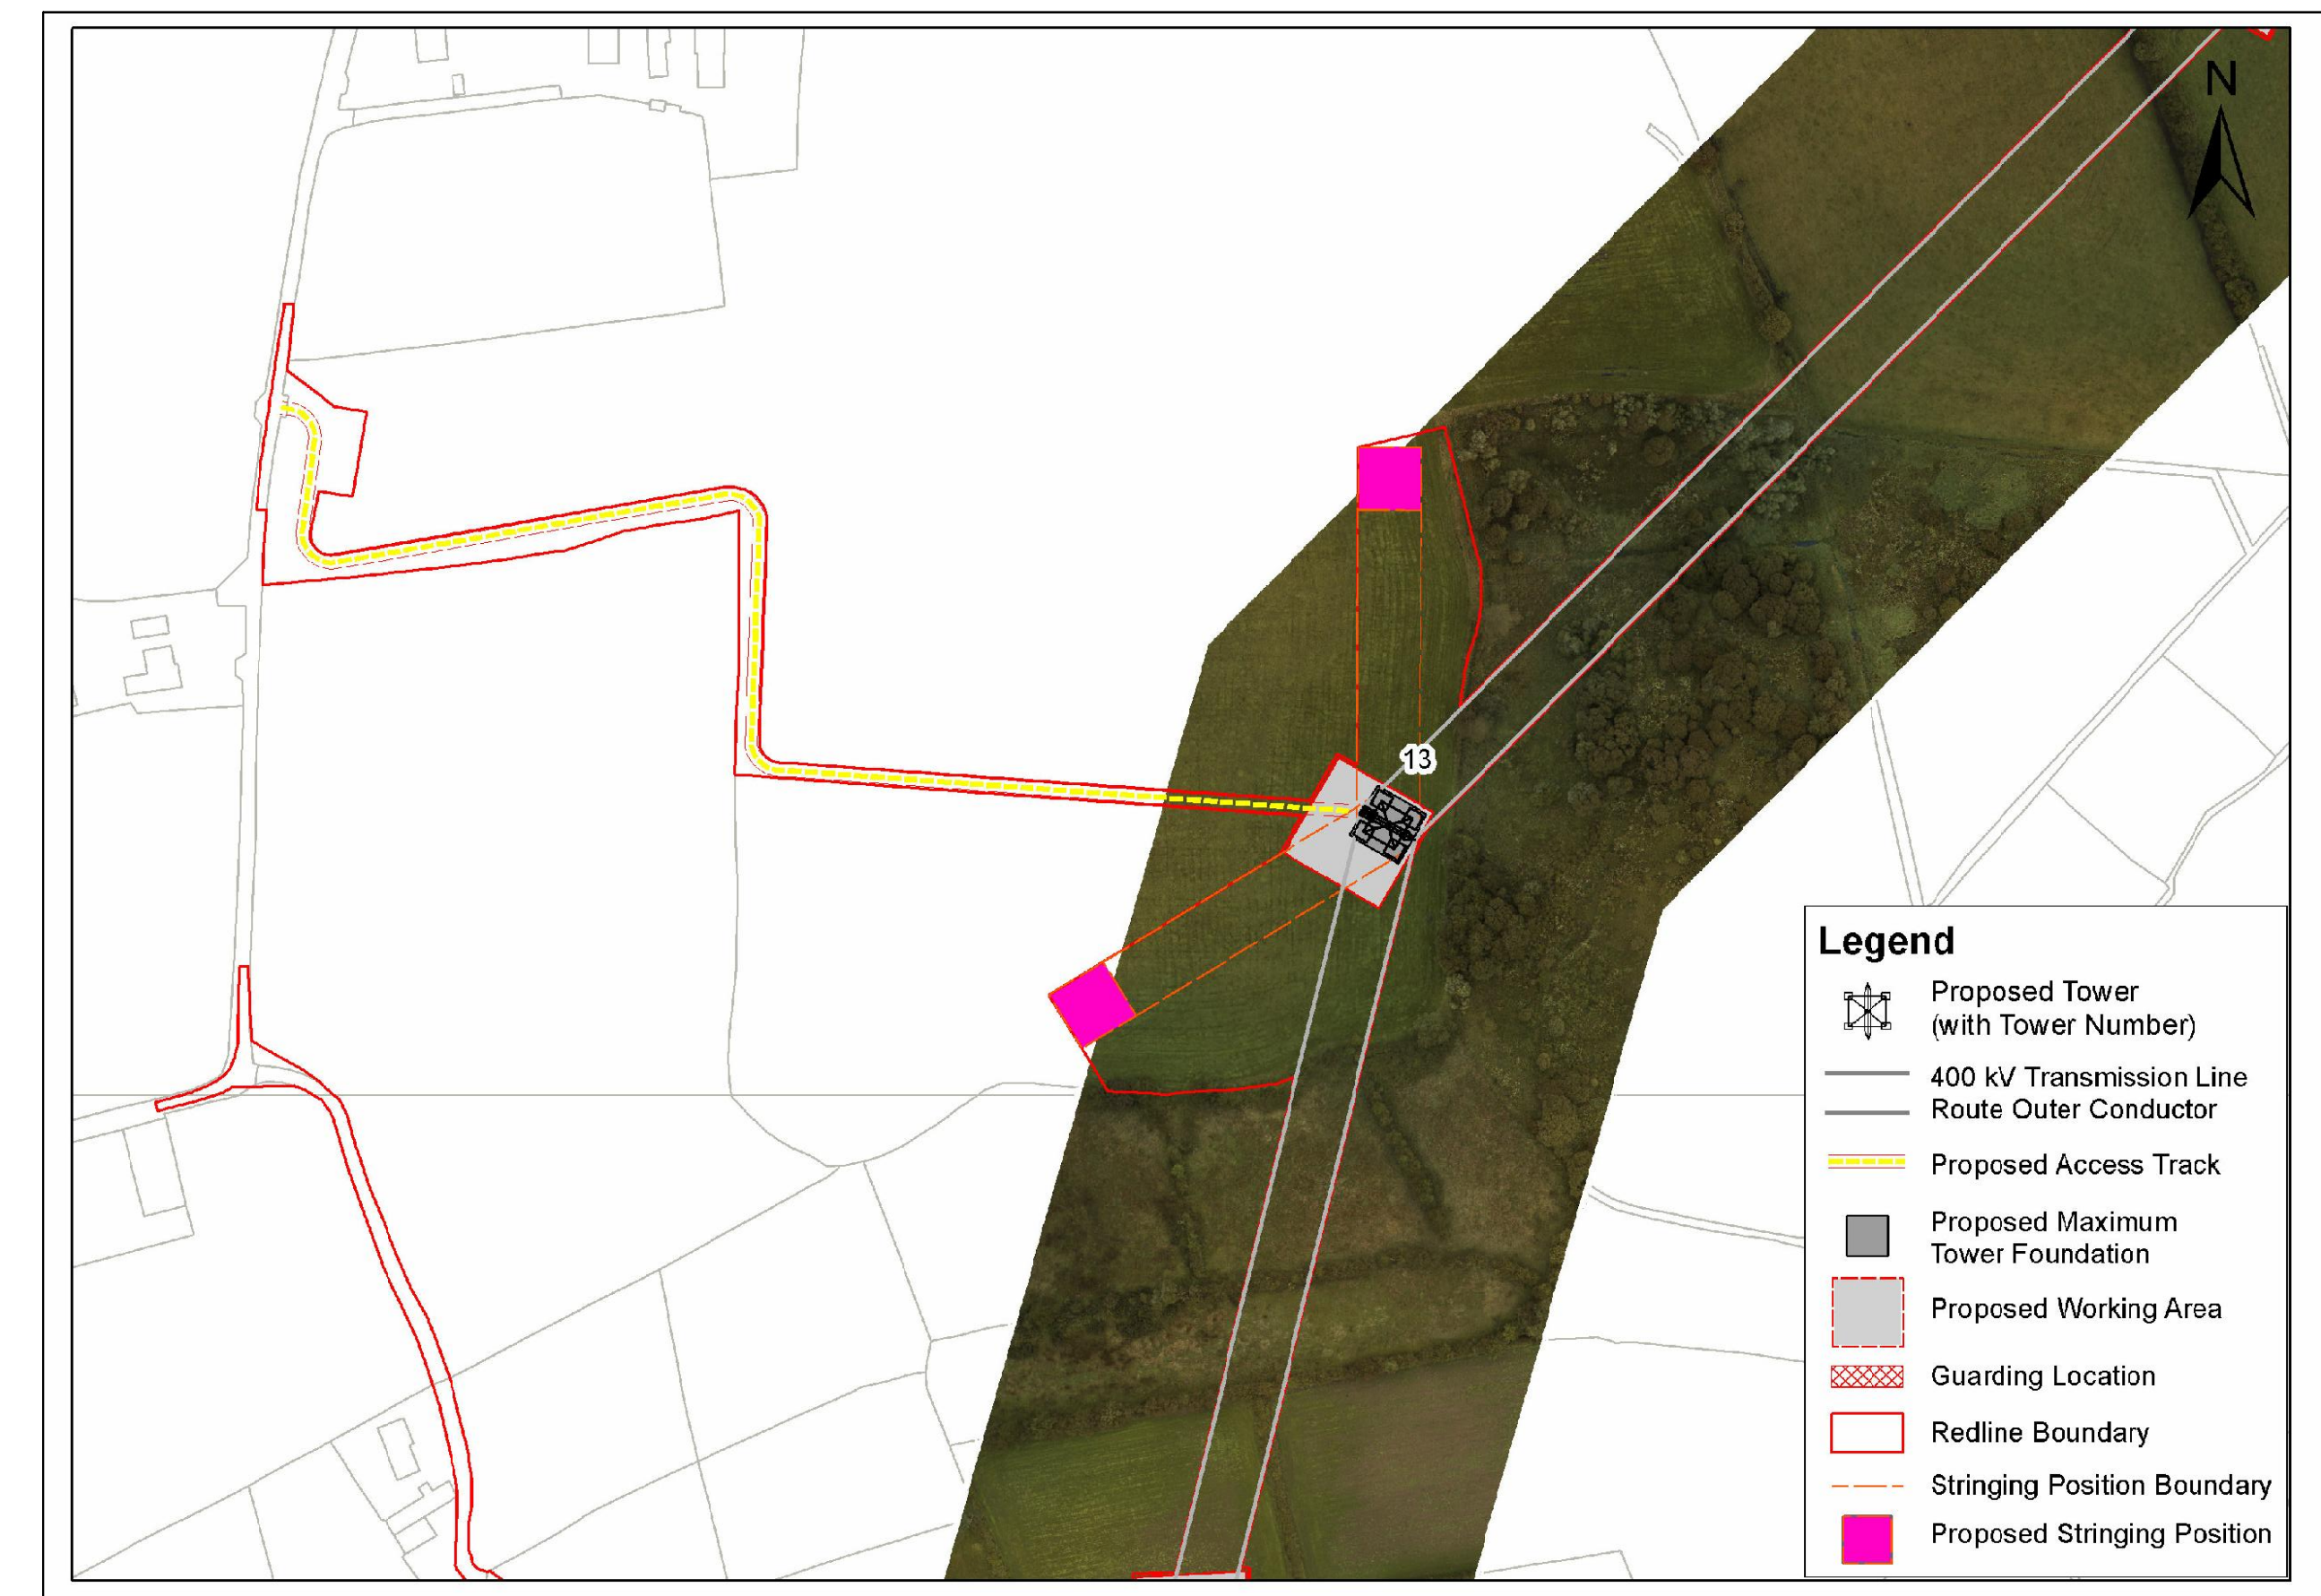 N
13
Legend
Proposed Tower
(with Tower Number)
400 kV Transmission Line
Route Outer Conductor
Proposed Access Track
Proposed Maximum
Tower Foundation
Proposed Working Area
Guarding Location
Redline Boundary
Stringing Position Boundary
Proposed Stringing Position